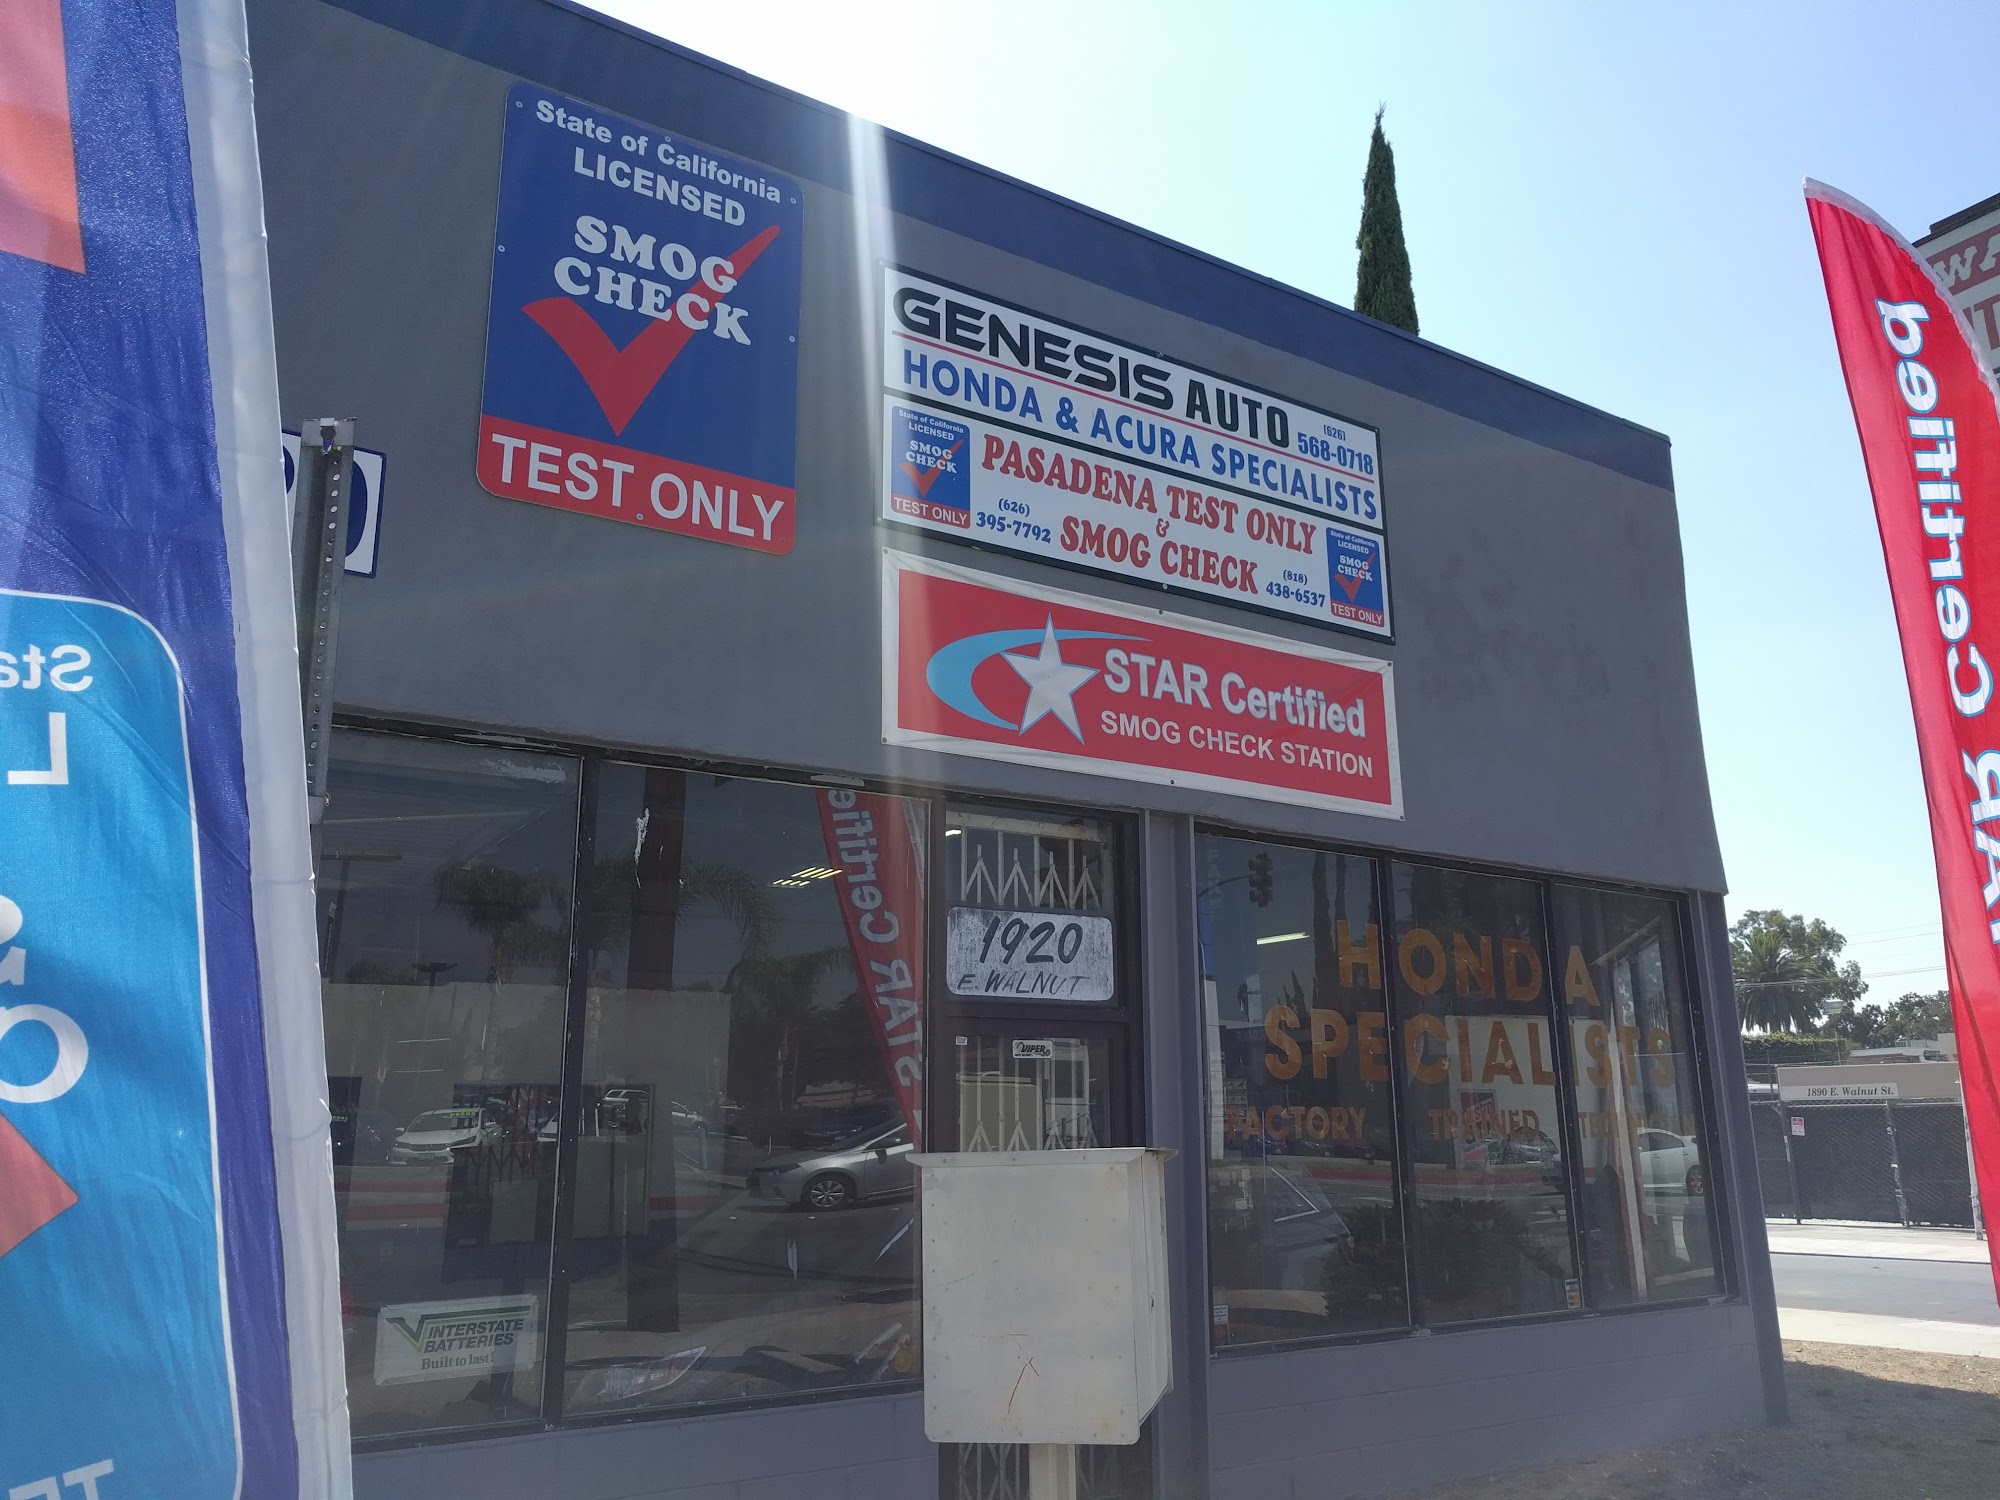 State of California
LICENSED
SMOG
CHECK
TEST ONLY
GENESIS AUTO
HONDA & ACURA SPECIALISTS
(626)
568-0718
State of California
LICENSED
SMOG
CHECK
TEST ONLY
PASADENA TEST ONLY
&
SMOG CHECK
(626)
395-7792
(818)
438-6537
State of California
LICENSED
SMOG
CHECK
TEST ONLY
STAR Certified
SMOG CHECK STATION
1920
E. WALNUT
VIPER
HONDA
SPECIALISTS
FACTORY TRAINED
INTERSTATE
BATTERIES
Built to last!
STAR Certified
Certified
1890 E. Walnut St.